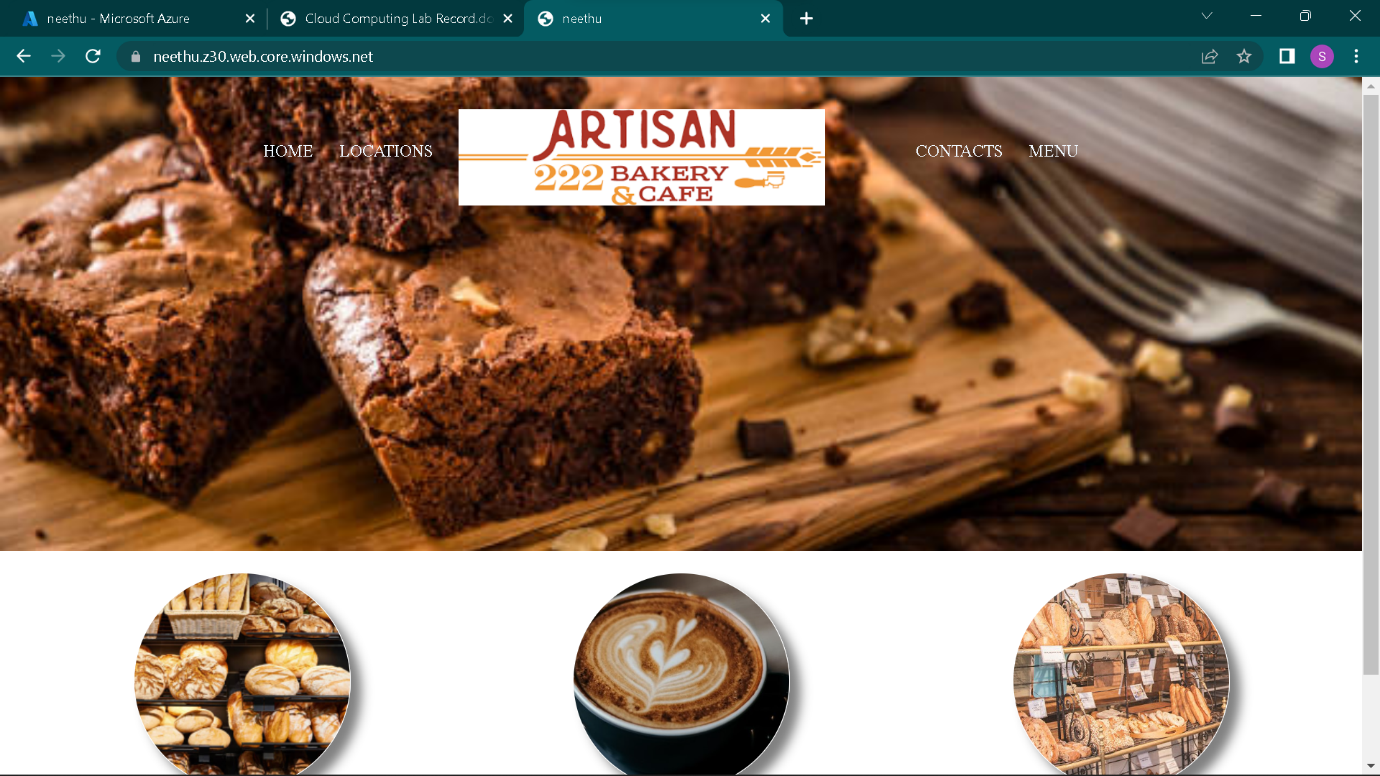 neethu - Microsoft Azure
Cloud Computing Lab Record.do
neethu
neethu.z30.web.core.windows.net
S
HOME LOCATIONS
ARTISAN
222 BAKERY
& CAFE
CONTACTS MENU